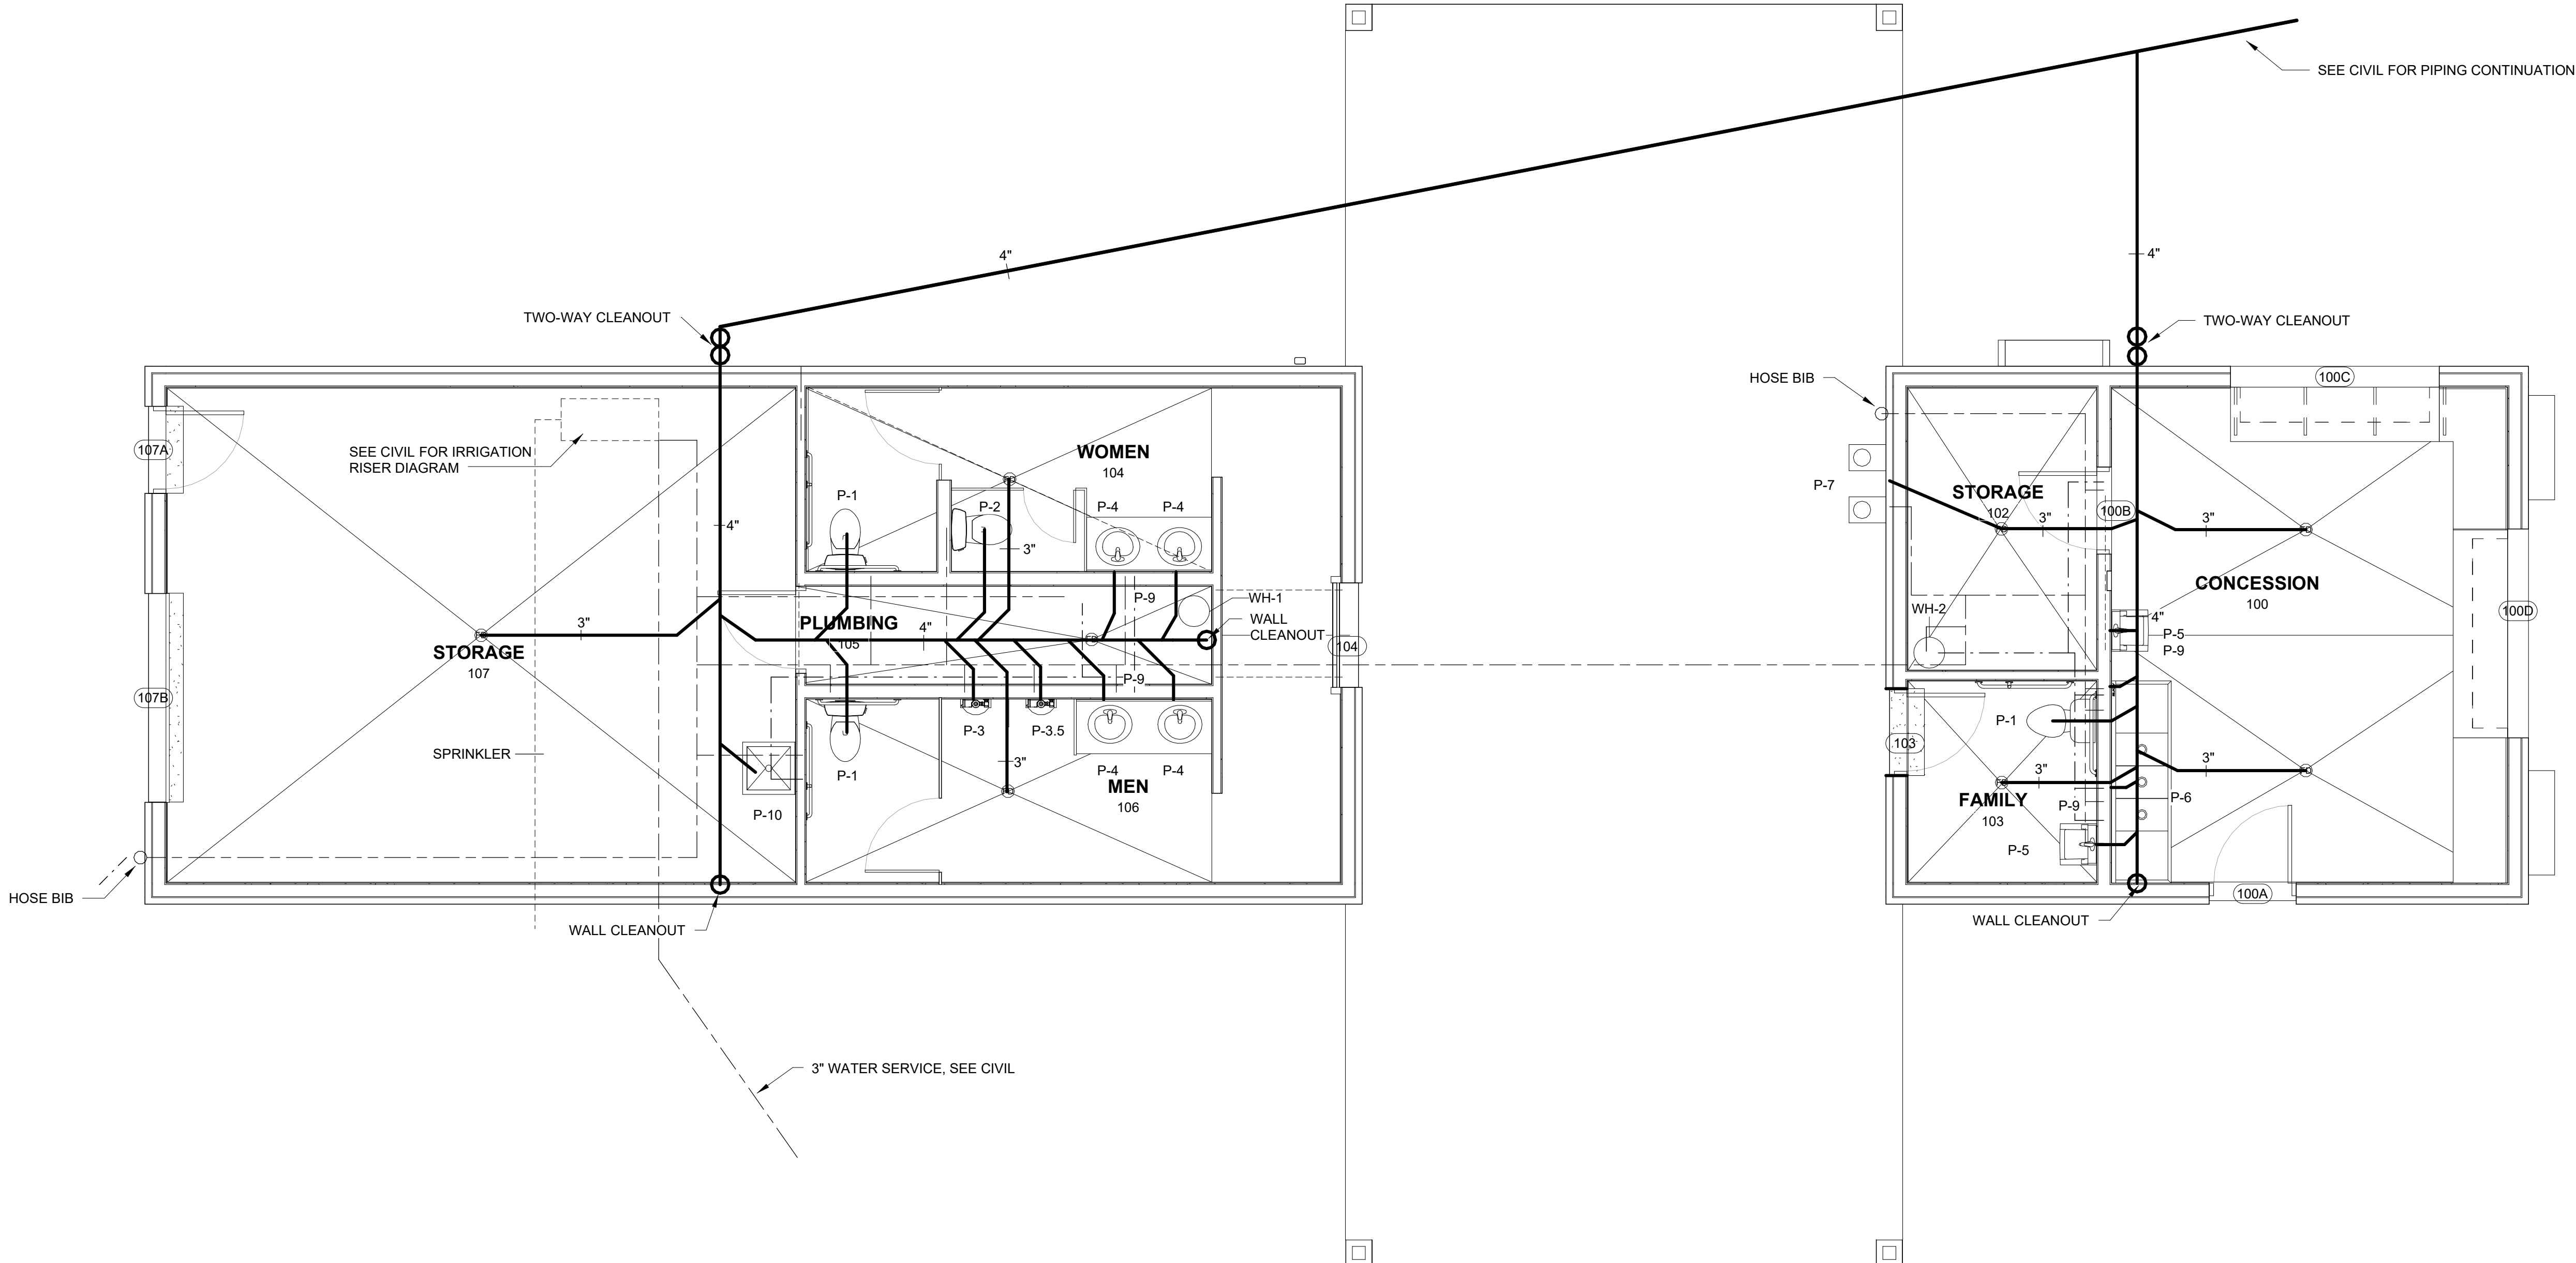 SEE CIVIL FOR PIPING CONTINUATION
4"
4"
TWO-WAY CLEANOUT
TWO-WAY CLEANOUT
HOSE BIB
100C
107A
SEE CIVIL FOR IRRIGATION
RISER DIAGRAM
WOMEN
104
P-1
P-2
P-4
P-4
P-7
STORAGE
102
100B
3"
3"
4"
3"
CONCESSION
100
P-9
WH-1
WH-2
100D
3"
PLUMBING
105
4"
WALL
CLEANOUT
104
4"
P-5
P-9
STORAGE
107
P-9
107B
P-3
P-3.5
P-1
103
SPRINKLER
3"
P-1
P-4
P-4
MEN
106
3"
3"
P-10
FAMILY
103
P-9
P-6
P-5
HOSE BIB
WALL CLEANOUT
WALL CLEANOUT
100A
3" WATER SERVICE, SEE CIVIL